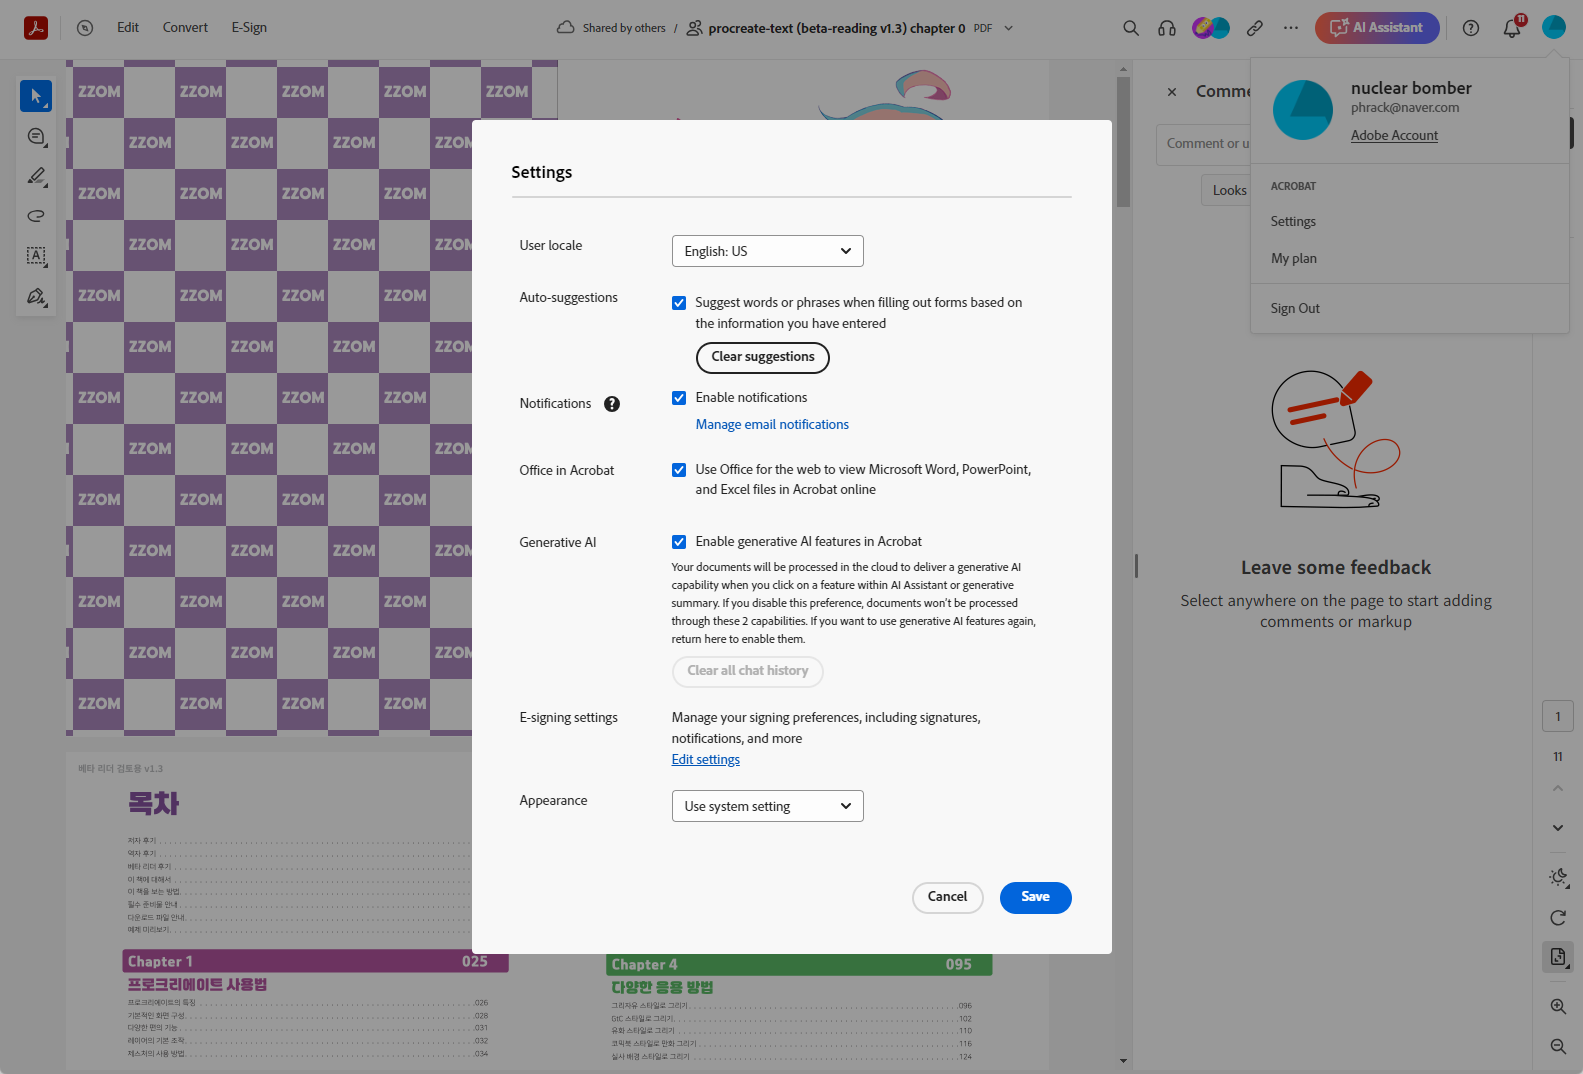 Edit
Convert
E-Sign
Shared by others / procreate-text (beta-reading v1.3) chapter 0 PDF
AI Assistant
11
nuclear bomber
phrack@naver.com
Adobe Account
ACROBAT
Settings
My plan
Sign Out
Comme
Comment or u
Looks
Leave some feedback
Select anywhere on the page to start adding
comments or markup
1
11
Settings
User locale
English: US
Auto-suggestions
Suggest words or phrases when filling out forms based on
the information you have entered
Clear suggestions
Notifications
Enable notifications
Manage email notifications
Office in Acrobat
Use Office for the web to view Microsoft Word, PowerPoint,
and Excel files in Acrobat online
Generative AI
Enable generative AI features in Acrobat
Your documents will be processed in the cloud to deliver a generative AI
capability when you click on a feature within AI Assistant or generative
summary. If you disable this preference, documents won't be processed
through these 2 capabilities. If you want to use generative AI features again,
return here to enable them.
Clear all chat history
E-signing settings
Manage your signing preferences, including signatures,
notifications, and more
Edit settings
Appearance
Use system setting
Cancel
Save
ZZOM ZZOM ZZOM ZZOM ZZOM
ZZOM ZZOM ZZOM
ZZOM ZZOM ZZOM ZZOM
ZZOM ZZOM ZZOM
ZZOM ZZOM ZZOM ZZOM
ZZOM ZZOM ZZOM
ZZOM ZZOM ZZOM ZZOM
ZZOM ZZOM ZZOM
ZZOM ZZOM ZZOM ZZOM
ZZOM ZZOM ZZOM
ZZOM ZZOM ZZOM ZZOM
ZZOM ZZOM ZZOM
ZZOM ZZOM ZZOM ZZOM
베타 리더 검토용 v1.3
목차
저자 후기
역자 후기
베타 리더 후기
이 책에 대해서
이 책을 보는 방법
필수 준비물 안내
다운로드 파일 안내
예제 미리보기
Chapter 1 025
프로크리에이트 사용법
프로크리에이트의 특징 026
기본적인 화면 구성 028
다양한 편의 기능 031
레이어의 기본 조작 032
제스처의 사용 방법 034
Chapter 4 095
다양한 응용 방법
그리자유 스타일로 그리기 096
GtC 스타일로 그리기 102
유화 스타일로 그리기 110
코믹북 스타일로 만화 그리기 116
실사 배경 스타일로 그리기 124